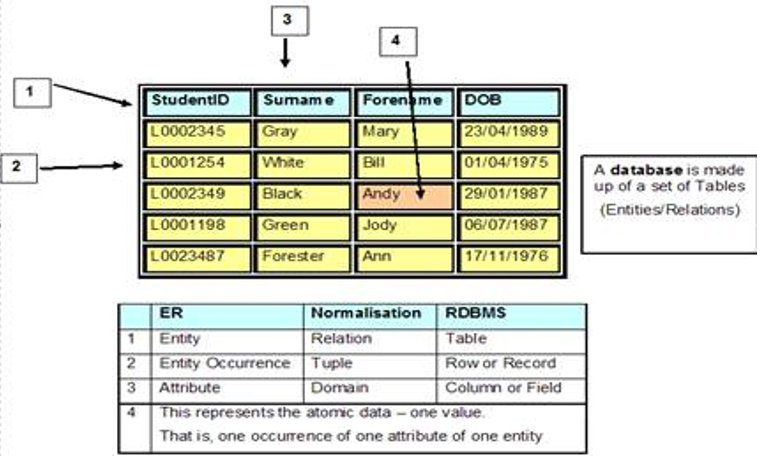 3
4
1
StudentID Surname Forename DOB
L0002345 Gray Mary 23/04/1989
2
L0001254 White Bill 01/04/1975
L0002349 Black Andy 29/01/1987
L0001198 Green Jody 06/07/1987
L0023487 Forester Ann 17/11/1976
A database is made
up of a set of Tables
(Entities/Relations)
ER Normalisation RDBMS
1 Entity Relation Table
2 Entity Occurrence Tuple Row or Record
3 Attribute Domain Column or Field
4 This represents the atomic data – one value.
That is, one occurrence of one attribute of one entity